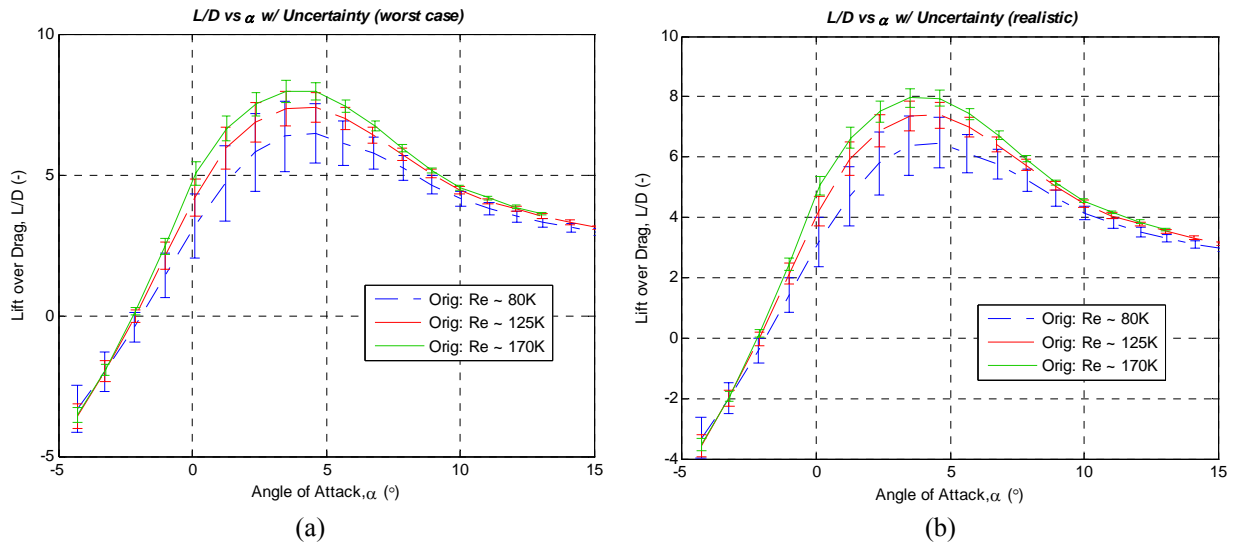 L/D vs α w/ Uncertainty (worst case)
10
5
0
-5
-5
0
5
10
15
Lift over Drag, L/D (-)
Angle of Attack,α (°)
Orig: Re ~ 80K
Orig: Re ~ 125K
Orig: Re ~ 170K
(a)
L/D vs α w/ Uncertainty (realistic)
10
8
6
4
2
0
-2
-4
-5
0
5
10
15
Lift over Drag, L/D (-)
Angle of Attack,α (°)
Orig: Re ~ 80K
Orig: Re ~ 125K
Orig: Re ~ 170K
(b)